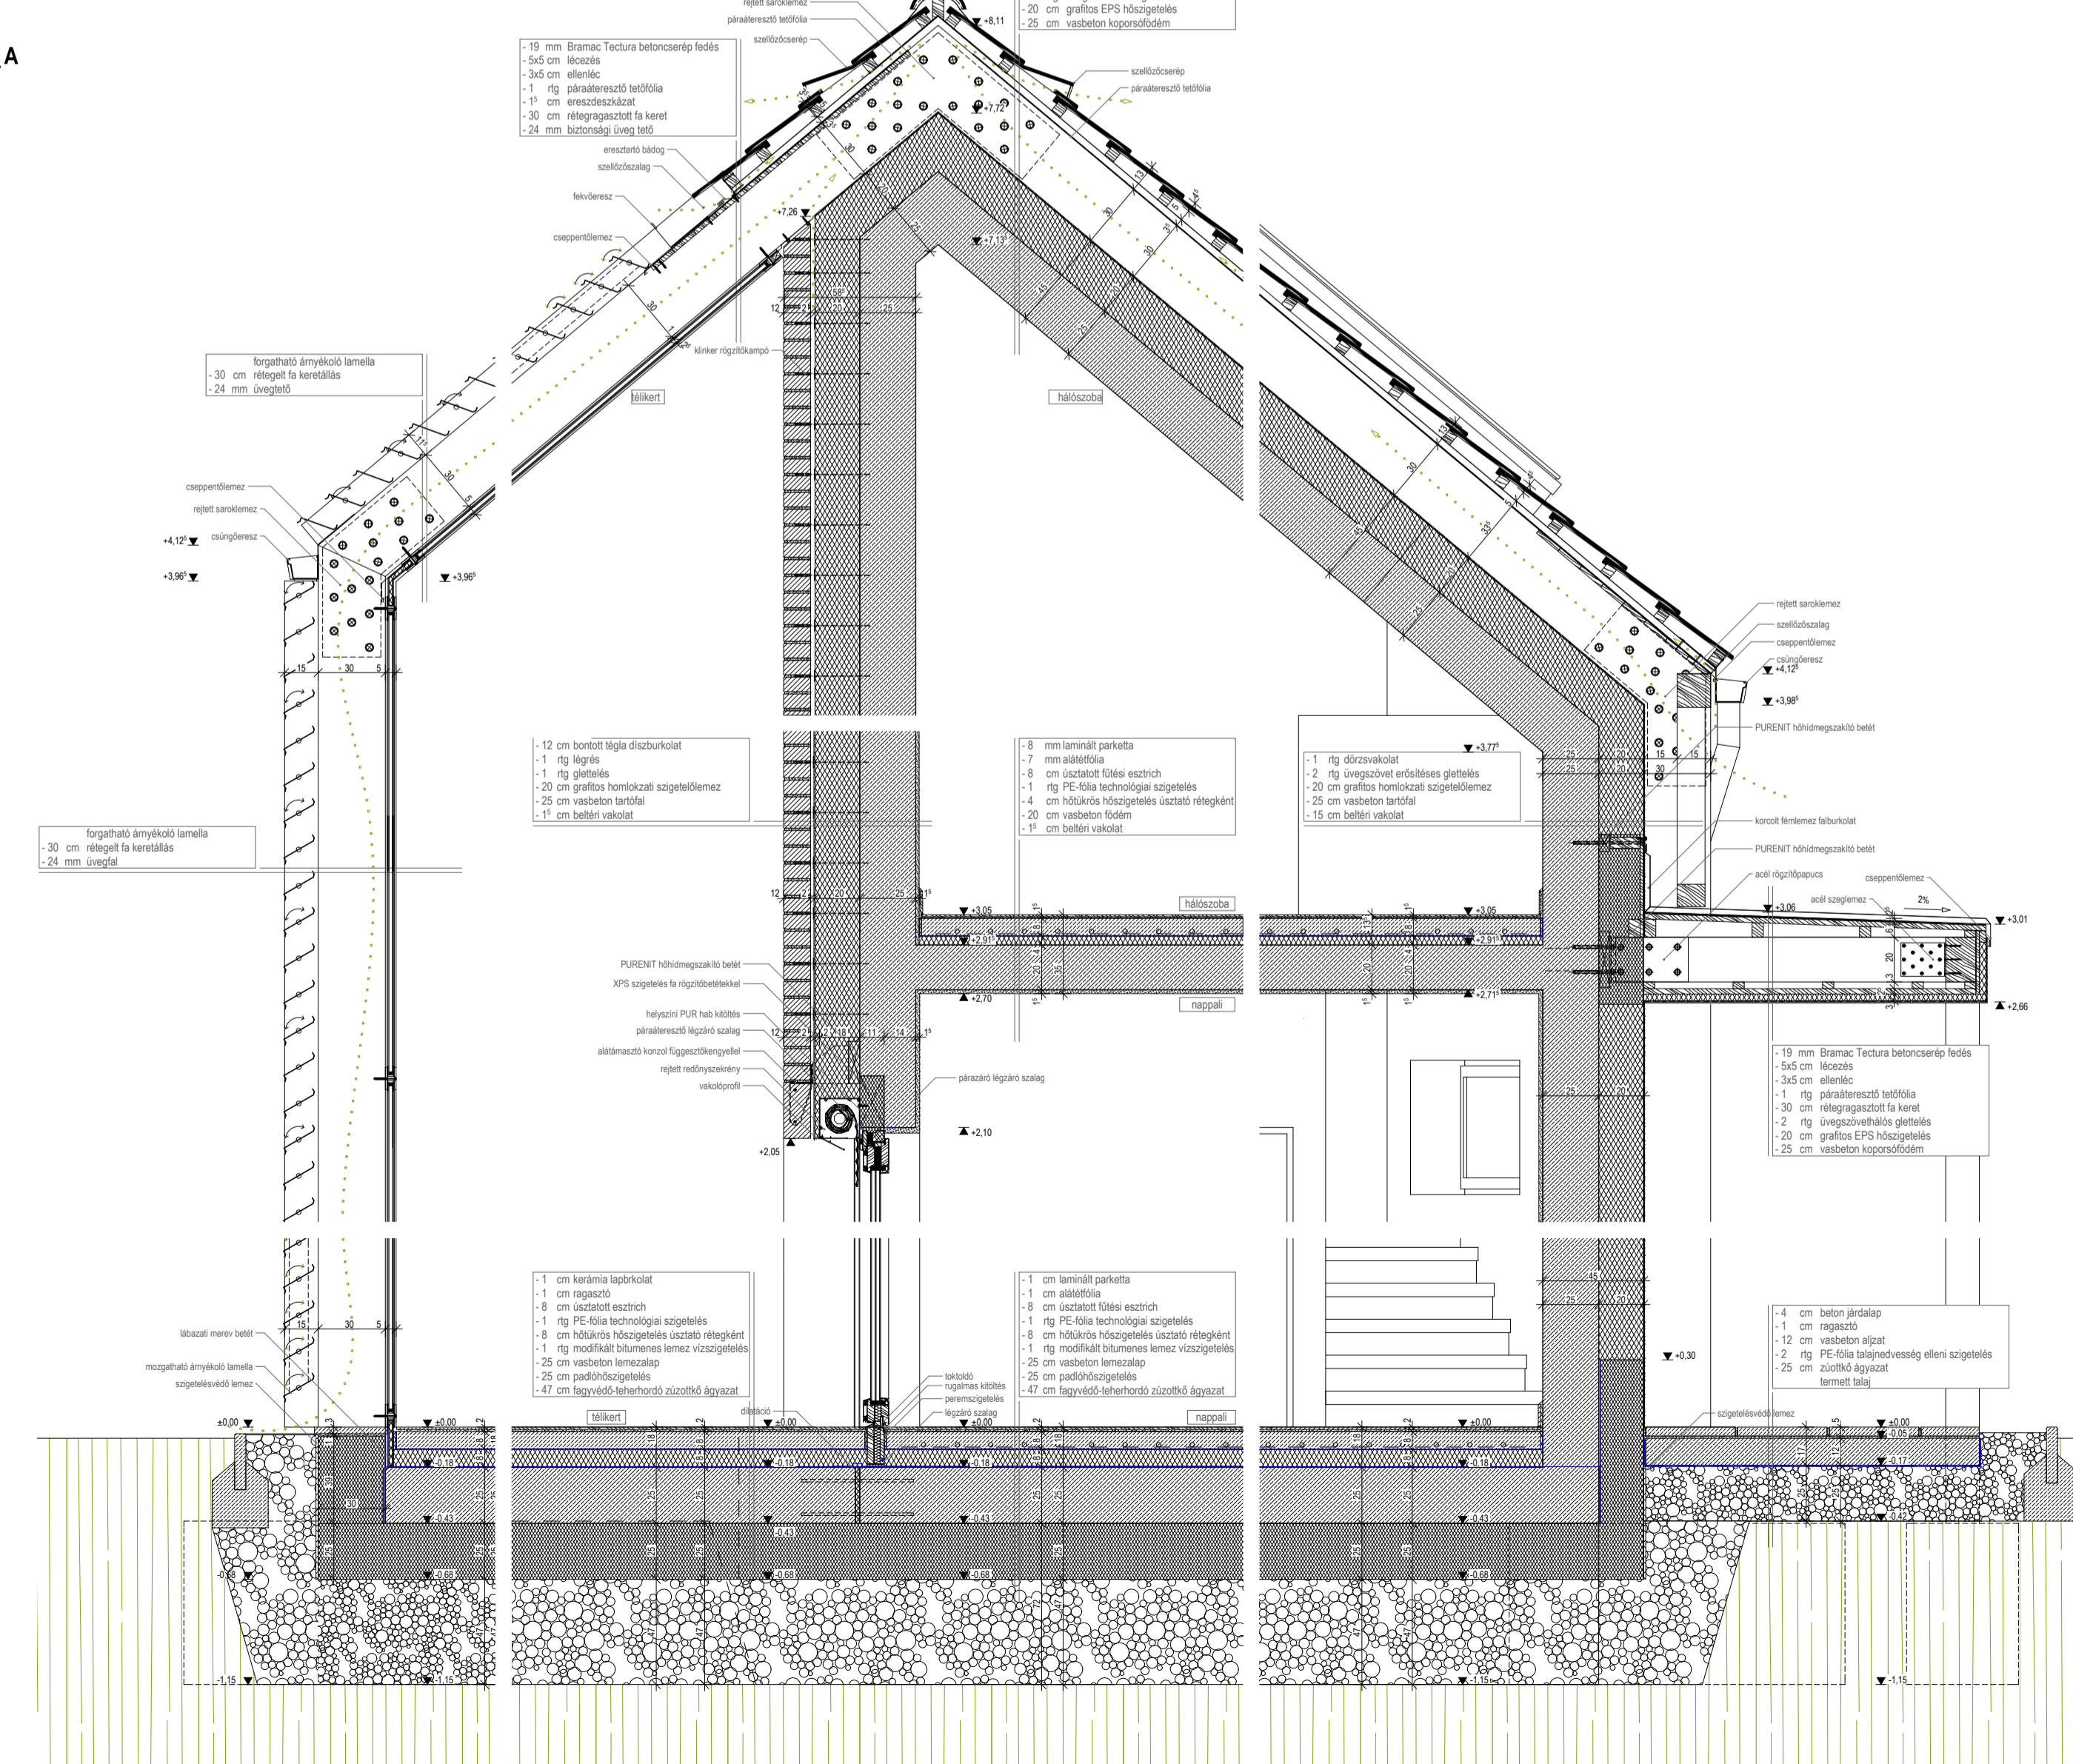 A
rejtett saroklemez
páraáteresztő tetőfólia
szellőzőcserép
- 20 cm grafitos EPS hőszigetelés
- 25 cm vasbeton koporsófödém
+8,11
- 19 mm Bramac Tectura betoncserép fedés
- 5x5 cm lécezés
- 3x5 cm ellenléc
- 1 rtg páraáteresztő tetőfólia
- 1⁵ cm ereszdeszkázat
- 30 cm rétegragasztott fa keret
- 24 mm biztonsági üveg tető
szellőzőcserép
páraáteresztő tetőfólia
+7,72
eresztartó bádog
szellőzőszalag
fekvőeresz
cseppentőlemez
+7,26
+7,13⁵
klinker rögzítőkampó
télikert
hálószoba
forgatható árnyékoló lamella
- 30 cm rétegelt fa keretállás
- 24 mm üvegtető
cseppentőlemez
rejtett saroklemez
csüngőeresz
+4,12⁵
+3,96⁵
+3,96⁵
15 30 5
rejtett saroklemez
szellőzőszalag
cseppentőlemez
csüngőeresz
+4,12⁵
+3,98⁵
PURENIT hőhídmegszakító betét
+3,77⁵
- 12 cm bontott tégla díszburkolat
- 1 rtg légrés
- 1 rtg glettelés
- 20 cm grafitos homlokzati szigetelőlemez
- 25 cm vasbeton tartófal
- 1⁵ cm beltéri vakolat
- 8 mm laminált parketta
- 7 mm alátétfólia
- 8 cm úsztatott fűtési esztrich
- 1 rtg PE-fólia technológiai szigetelés
- 4 cm hőtükrös hőszigetelés úsztató rétegként
- 20 cm vasbeton födém
- 1⁵ cm beltéri vakolat
- 1 rtg dörzsvakolat
- 2 rtg üvegszövet erősítéses glettelés
- 20 cm grafitos homlokzati szigetelőlemez
- 25 cm vasbeton tartófal
- 15 cm beltéri vakolat
forgatható árnyékoló lamella
- 30 cm rétegelt fa keretállás
- 24 mm üvegfal
korcolt fémlemez falburkolat
PURENIT hőhídmegszakító betét
acél rögzítőpapucs
cseppentőlemez
acél szeglemez
2%
hálószoba
+3,05
+3,05
+3,06
+3,01
+2,91⁵
+2,91⁵
+2,70
+2,71⁵
+2,66
nappali
PURENIT hőhídmegszakító betét
XPS szigetelés fa rögzítőbetétekkel
helyszíni PUR hab kitöltés
páraáteresztő légzáró szalag
alátámasztó konzol függesztőkengyellel
rejtett redőnyszekrény
vakolóprofil
12 2 2 18 11 14 1⁵
párazáró légzáró szalag
+2,10
+2,05
- 19 mm Bramac Tectura betoncserép fedés
- 5x5 cm lécezés
- 3x5 cm ellenléc
- 1 rtg páraáteresztő tetőfólia
- 30 cm rétegragasztott fa keret
- 2 rtg üvegszövethálós glettelés
- 20 cm grafitos EPS hőszigetelés
- 25 cm vasbeton koporsófödém
- 1 cm kerámia lapbrkolat
- 1 cm ragasztó
- 8 cm úsztatott esztrich
- 1 rtg PE-fólia technológiai szigetelés
- 8 cm hőtükrös hőszigetelés úsztató rétegként
- 1 rtg modifikált bitumenes lemez vízszigetelés
- 25 cm vasbeton lemezalap
- 25 cm padlóhőszigetelés
- 47 cm fagyvédő-teherhordó zúzottkő ágyazat
- 1 cm laminált parketta
- 1 cm alátétfólia
- 8 cm úsztatott fűtési esztrich
- 1 rtg PE-fólia technológiai szigetelés
- 8 cm hőtükrös hőszigetelés úsztató rétegként
- 1 rtg modifikált bitumenes lemez vízszigetelés
- 25 cm vasbeton lemezalap
- 25 cm padlóhőszigetelés
- 47 cm fagyvédő-teherhordó zúzottkő ágyazat
- 4 cm beton járdalap
- 1 cm ragasztó
- 12 cm vasbeton aljzat
- 2 rtg PE-fólia talajnedvesség elleni szigetelés
- 25 cm zúottkő ágyazat
termett talaj
+0,30
15 30 5
lábazati merev betét
mozgatható árnyékoló lamella
szigetelésvédő lemez
toktoldó
rugalmas kitöltés
peremszigetelés
légzáró szalag
dilatáció
télikert
nappali
szigetelésvédő lemez
±0,00
±0,00
±0,00
±0,00
±0,00
±0,00
-0,05
-0,18
-0,18
-0,18
-0,18
-0,17
-0,43
-0,43
-0,43
-0,43
-0,42
-0,68
-0,68
-0,68
-0,68
-0,68
-1,15
-1,15
-1,15
-1,15